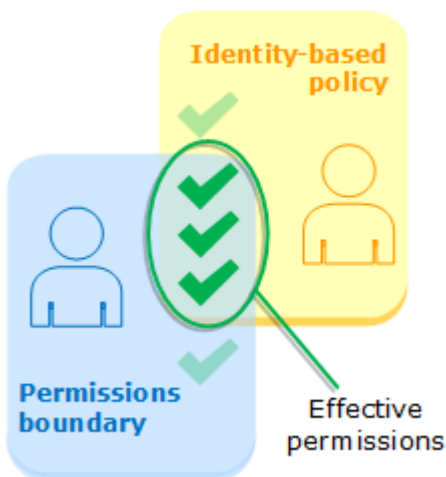 Identity-based
policy
Permissions
boundary
Effective
permissions